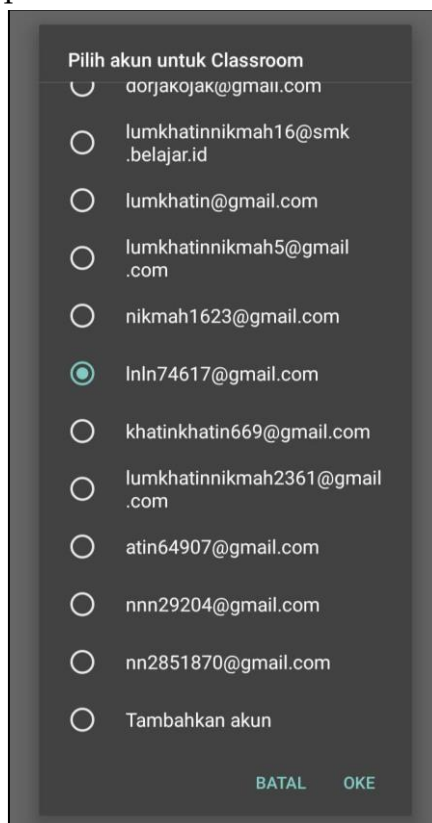 Pilih akun untuk Classroom
dorjakojak@gmail.com
lumkhatinnikmah16@smk
.belajar.id
lumkhatin@gmail.com
lumkhatinnikmah5@gmail
.com
nikmah1623@gmail.com
lnln74617@gmail.com
khatinkhatin669@gmail.com
lumkhatinnikmah2361@gmail
.com
atin64907@gmail.com
nnn29204@gmail.com
nn2851870@gmail.com
Tambahkan akun
BATAL OKE